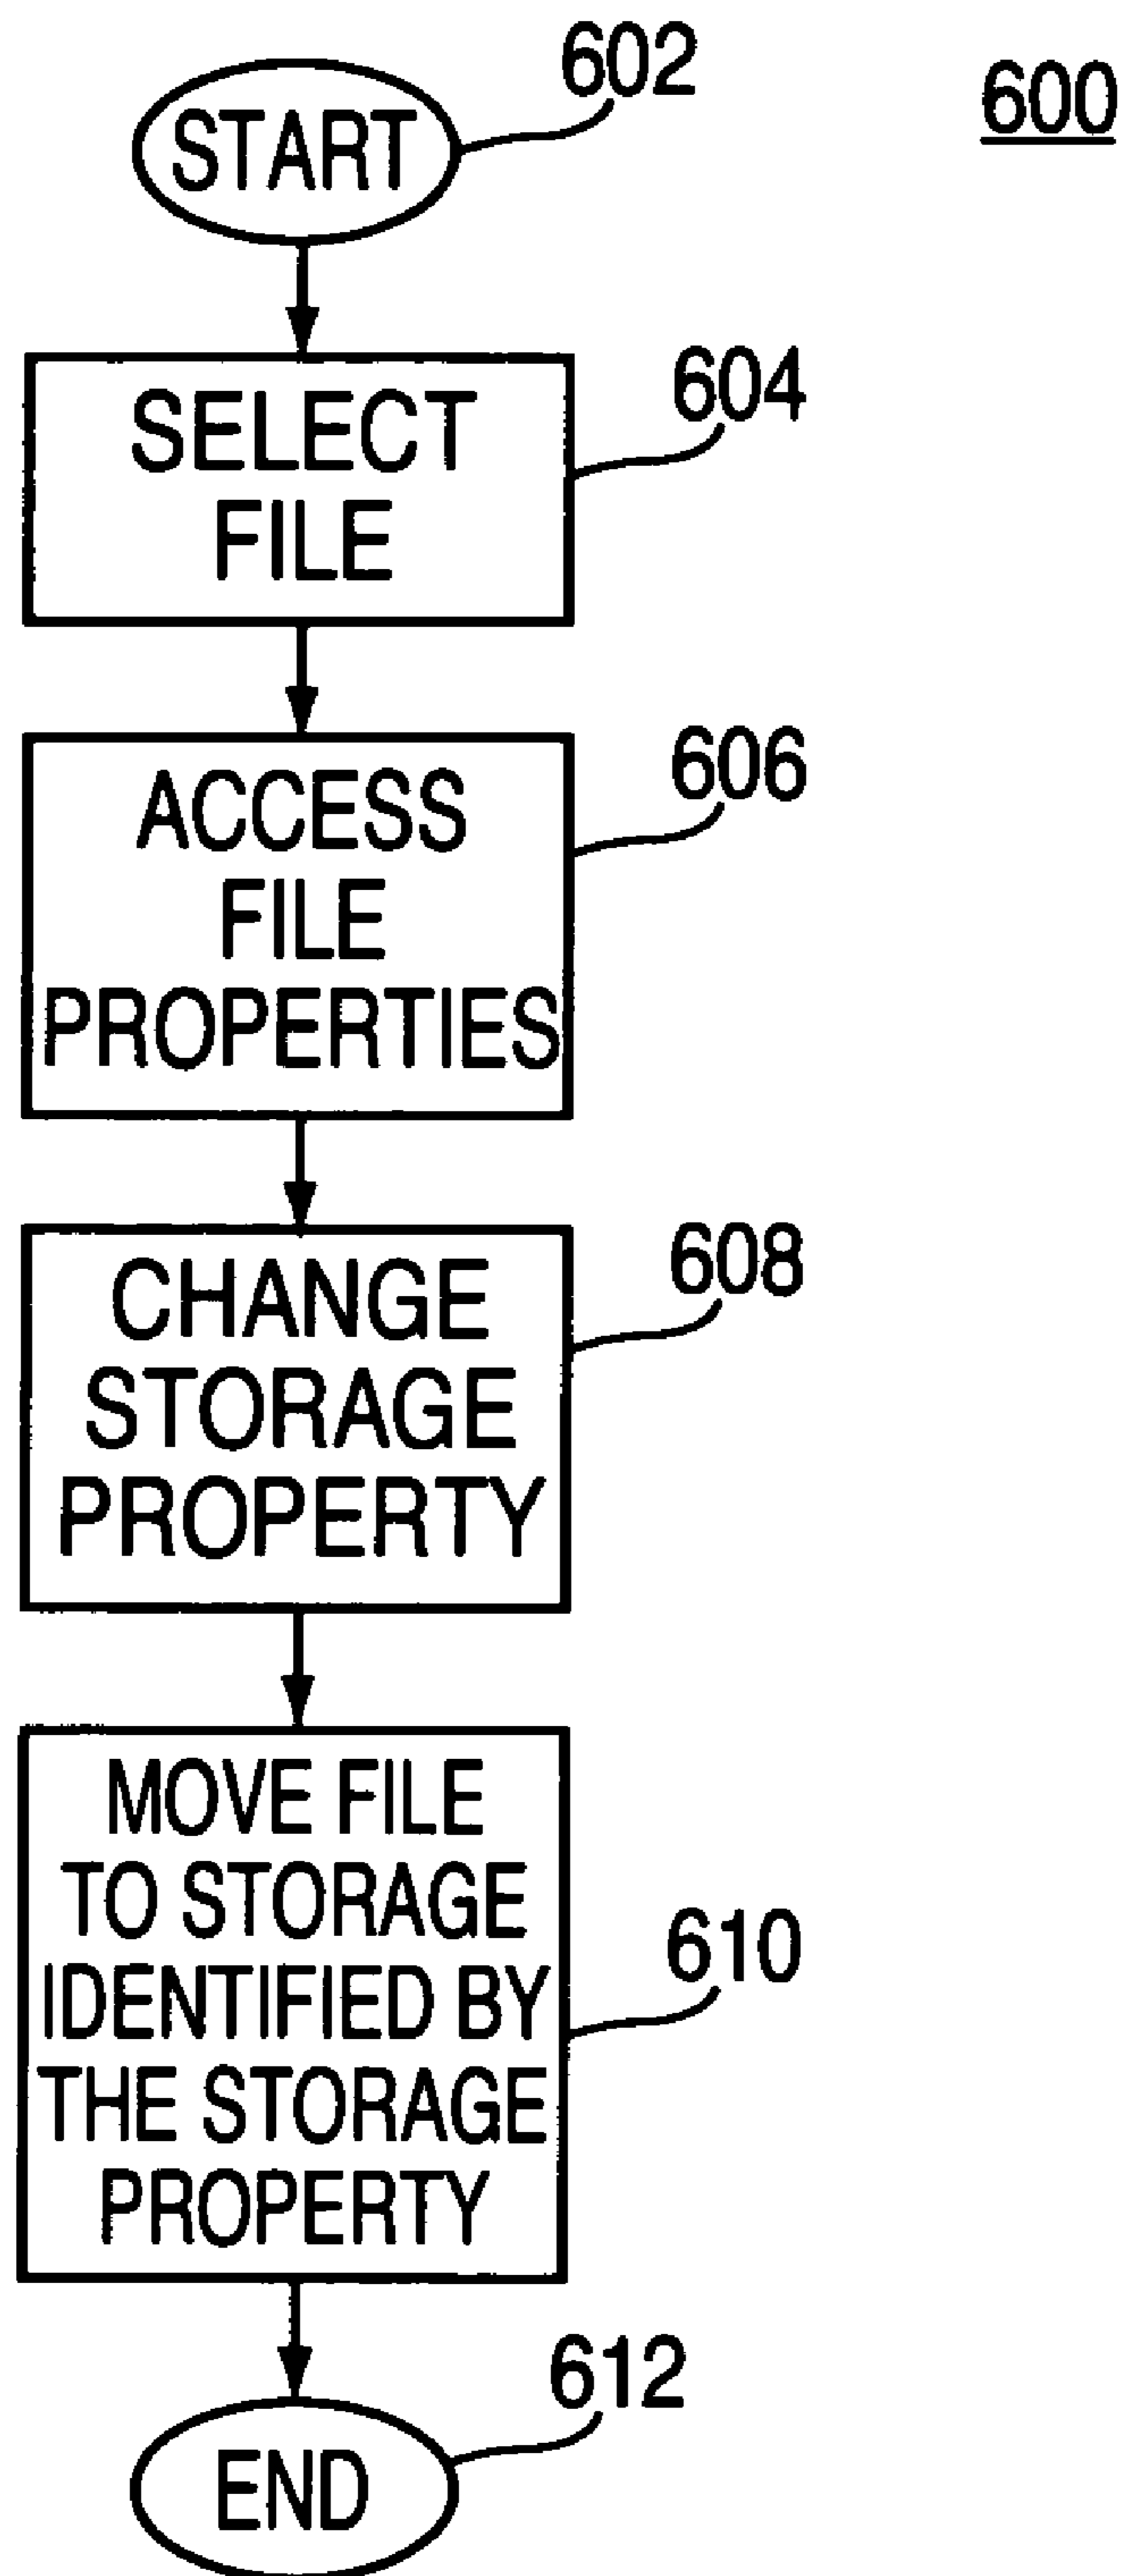 602
600
START
604
SELECT
FILE
606
ACCESS
FILE
PROPERTIES
608
CHANGE
STORAGE
PROPERTY
MOVE FILE
TO STORAGE
610
IDENTIFIED BY
THE STORAGE
PROPERTY
612
END